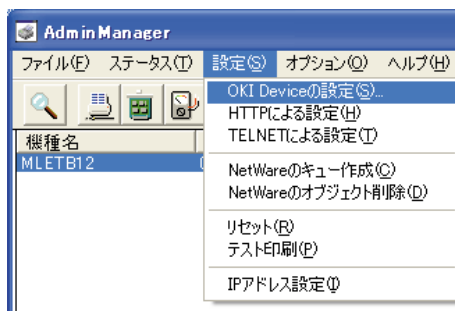 AdminManager
ファイル(F) ステータス(T) 設定(S) オプション(O) ヘルプ(H)
OKI Deviceの設定(S)...
HTTPによる設定(H)
TELNETによる設定(T)
NetWareのキュー作成(C)
NetWareのオブジェクト削除(D)
リセット(R)
テスト印刷(P)
IPアドレス設定(I)
機種名
MLETB12